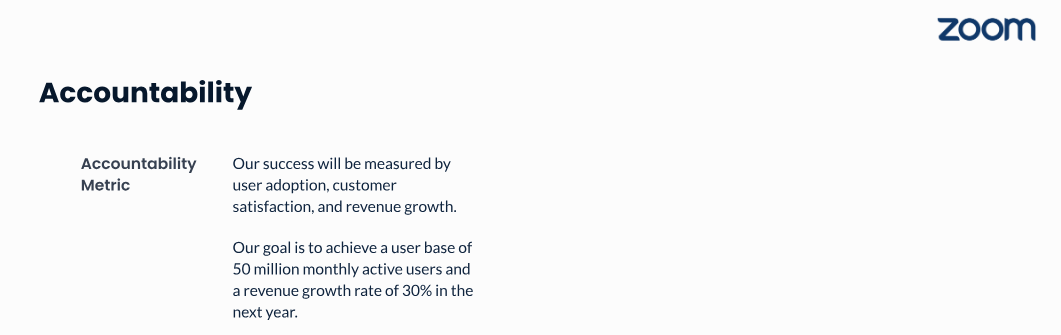 zoom
Accountability
Accountability
Metric
Our success will be measured by
user adoption, customer
satisfaction, and revenue growth.
Our goal is to achieve a user base of
50 million monthly active users and
a revenue growth rate of 30% in the
next year.